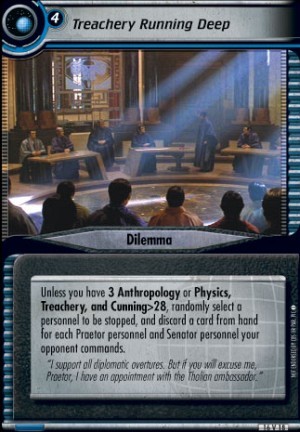 4
Treachery Running Deep
Dilemma
Unless you have 3 Anthropology or Physics,
Treachery, and Cunning>28, randomly select a
personnel to be stopped, and discard a card from hand
for each Praetor personnel and Senator personnel your
opponent commands.
"I support all diplomatic overtures. But if you will excuse me,
Praetor, I have an appointment with the Tholian ambassador."
16 V 18